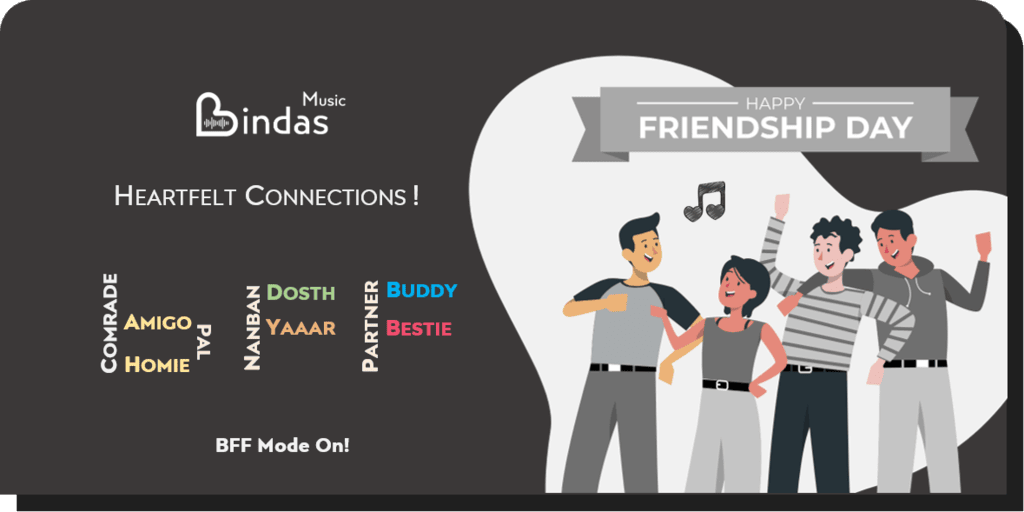 Bindas Music
HEARTFELT CONNECTIONS !
COMRADE
AMIGO
HOMIE
PAL
NANBAN
DOSTH
YAAAR
PARTNER
BUDDY
BESTIE
BFF Mode On!
HAPPY
FRIENDSHIP DAY